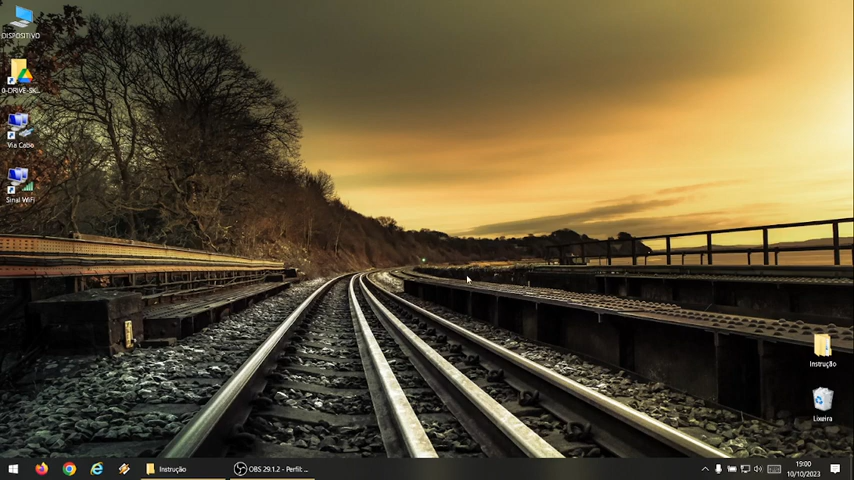 DISPOSITIVO
0-DRIVE-SK...
Via Cabo
Sinal WiFi
Instrução
Lixeira
Instrução
OBS 29.1.2 - Perfil: ...
19:00
10/10/2023